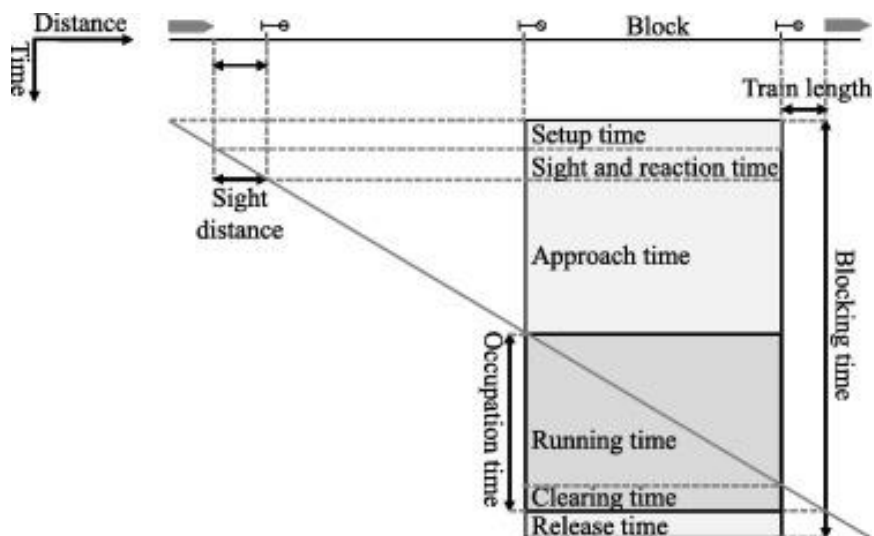 Distance
Block
Time
Train length
Setup time
Sight and reaction time
Sight
distance
Approach time
Blocking time
Occupation time
Running time
Clearing time
Release time